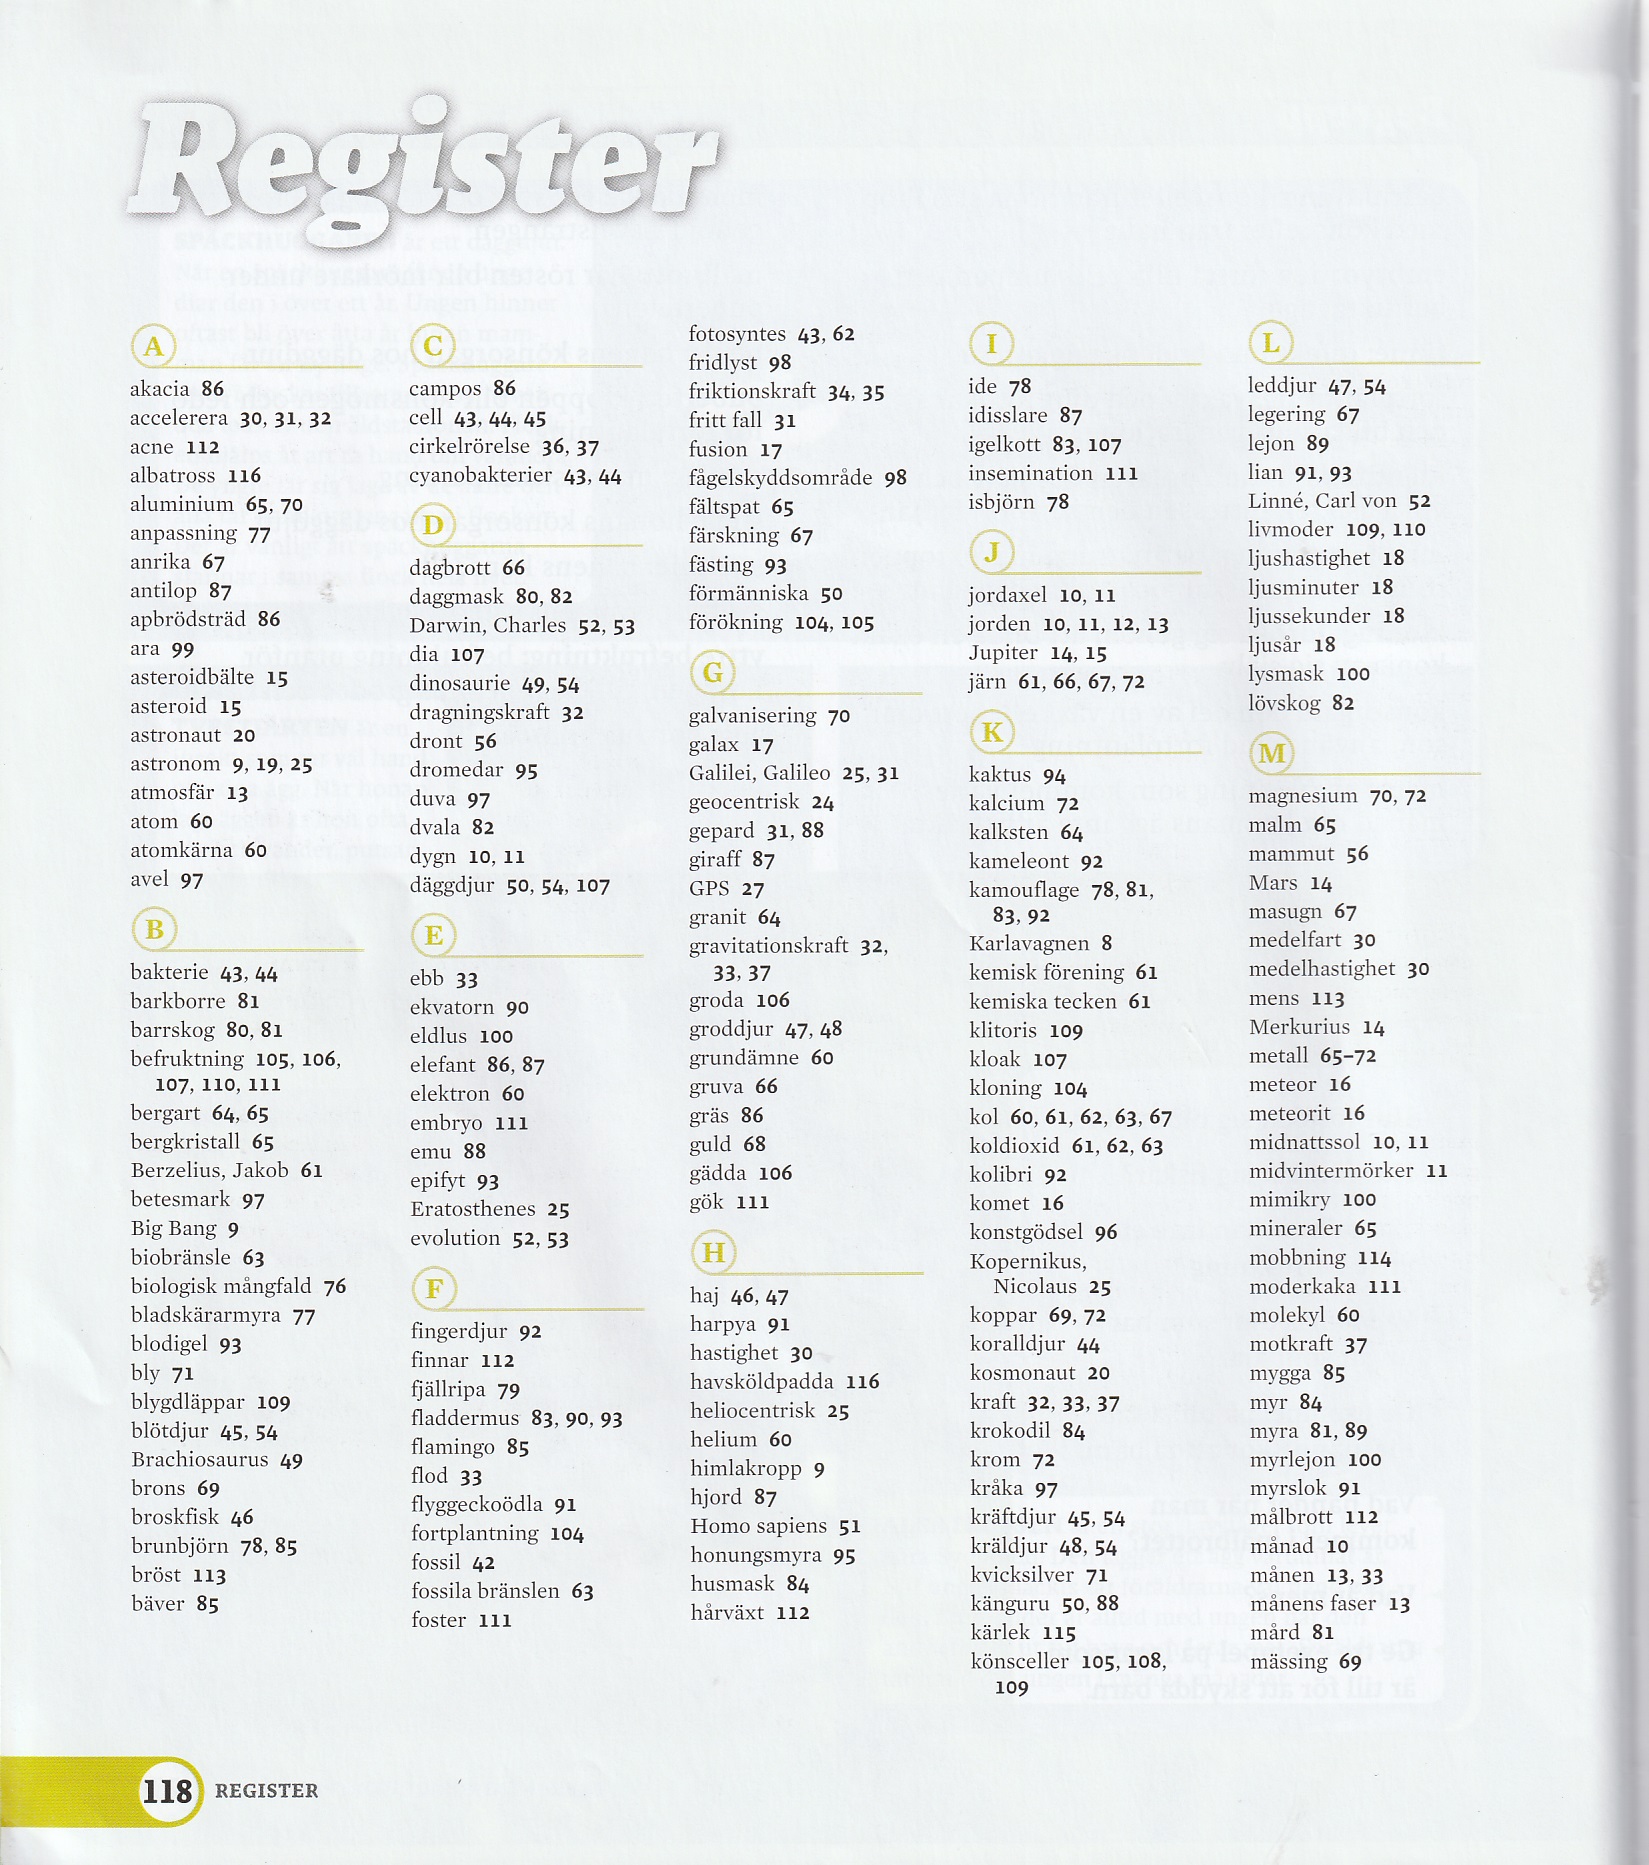 Register
A
akacia 86
accelerera 30, 31, 32
acne 112
albatross 116
aluminium 65, 70
anpassning 77
anrika 67
antilop 87
apbrödsträd 86
ara 99
asteroidbälte 15
asteroid 15
astronaut 20
astronom 9, 19, 25
atmosfär 13
atom 60
atomkärna 60
avel 97
B
bakterie 43, 44
barkborre 81
barrskog 80, 81
befruktning 105, 106,
107, 110, 111
bergart 64, 65
bergkristall 65
Berzelius, Jakob 61
betesmark 97
Big Bang 9
biobränsle 63
biologisk mångfald 76
bladskärarmyra 77
blodigel 93
bly 71
blygdläppar 109
blötdjur 45, 54
Brachiosaurus 49
brons 69
broskfisk 46
brunbjörn 78, 85
bröst 113
bäver 85
C
campos 86
cell 43, 44, 45
cirkelrörelse 36, 37
cyanobakterier 43, 44
D
dagbrott 66
daggmask 80, 82
Darwin, Charles 52, 53
dia 107
dinosaurie 49, 54
dragningskraft 32
dront 56
dromedar 95
duva 97
dvala 82
dygn 10, 11
däggdjur 50, 54, 107
E
ebb 33
ekvatorn 90
eldlus 100
elefant 86, 87
elektron 60
embryo 111
emu 88
epifyt 93
Eratosthenes 25
evolution 52, 53
F
fingerdjur 92
finnar 112
fjällripa 79
fladdermus 83, 90, 93
flamingo 85
flod 33
flyggeckoödla 91
fortplantning 104
fossil 42
fossila bränslen 63
foster 111
fotosyntes 43, 62
fridlyst 98
friktionskraft 34, 35
fritt fall 31
fusion 17
fågelskyddsområde 98
fältspat 65
färskning 67
fästing 93
förmänniska 50
förökning 104, 105
G
galvanisering 70
galax 17
Galilei, Galileo 25, 31
geocentrisk 24
gepard 31, 88
giraff 87
GPS 27
granit 64
gravitationskraft 32,
33, 37
groda 106
groddjur 47, 48
grundämne 60
gruva 66
gräs 86
guld 68
gädda 106
gök 111
H
haj 46, 47
harpya 91
hastighet 30
havsköldpadda 116
heliocentrisk 25
helium 60
himlakropp 9
hjord 87
Homo sapiens 51
honungsmyra 95
husmask 84
hårväxt 112
I
ide 78
idisslare 87
igelkott 83, 107
insemination 111
isbjörn 78
J
jordaxel 10, 11
jorden 10, 11, 12, 13
Jupiter 14, 15
järn 61, 66, 67, 72
K
kaktus 94
kalcium 72
kalksten 64
kameleont 92
kamouflage 78, 81,
83, 92
Karlavagnen 8
kemisk förening 61
kemiska tecken 61
klitoris 109
kloak 107
kloning 104
kol 60, 61, 62, 63, 67
koldioxid 61, 62, 63
kolibri 92
komet 16
konstgödsel 96
Kopernikus,
Nicolaus 25
koppar 69, 72
koralldjur 44
kosmonaut 20
kraft 32, 33, 37
krokodil 84
krom 72
kråka 97
kräftdjur 45, 54
kräldjur 48, 54
kvicksilver 71
känguru 50, 88
kärlek 115
könsceller 105, 108,
109
L
leddjur 47, 54
legering 67
lejon 89
lian 91, 93
Linné, Carl von 52
livmoder 109, 110
ljushastighet 18
ljusminuter 18
ljussekunder 18
ljusår 18
lysmask 100
lövskog 82
M
magnesium 70, 72
malm 65
mammut 56
Mars 14
masugn 67
medelfart 30
medelhastighet 30
mens 113
Merkurius 14
metall 65–72
meteor 16
meteorit 16
midnattssol 10, 11
midvintermörker 11
mimikry 100
mineraler 65
mobbning 114
moderkaka 111
molekyl 60
motkraft 37
mygga 85
myr 84
myra 81, 89
myrlejon 100
myrslok 91
målbrott 112
månad 10
månen 13, 33
månens faser 13
mård 81
mässing 69
118 REGISTER